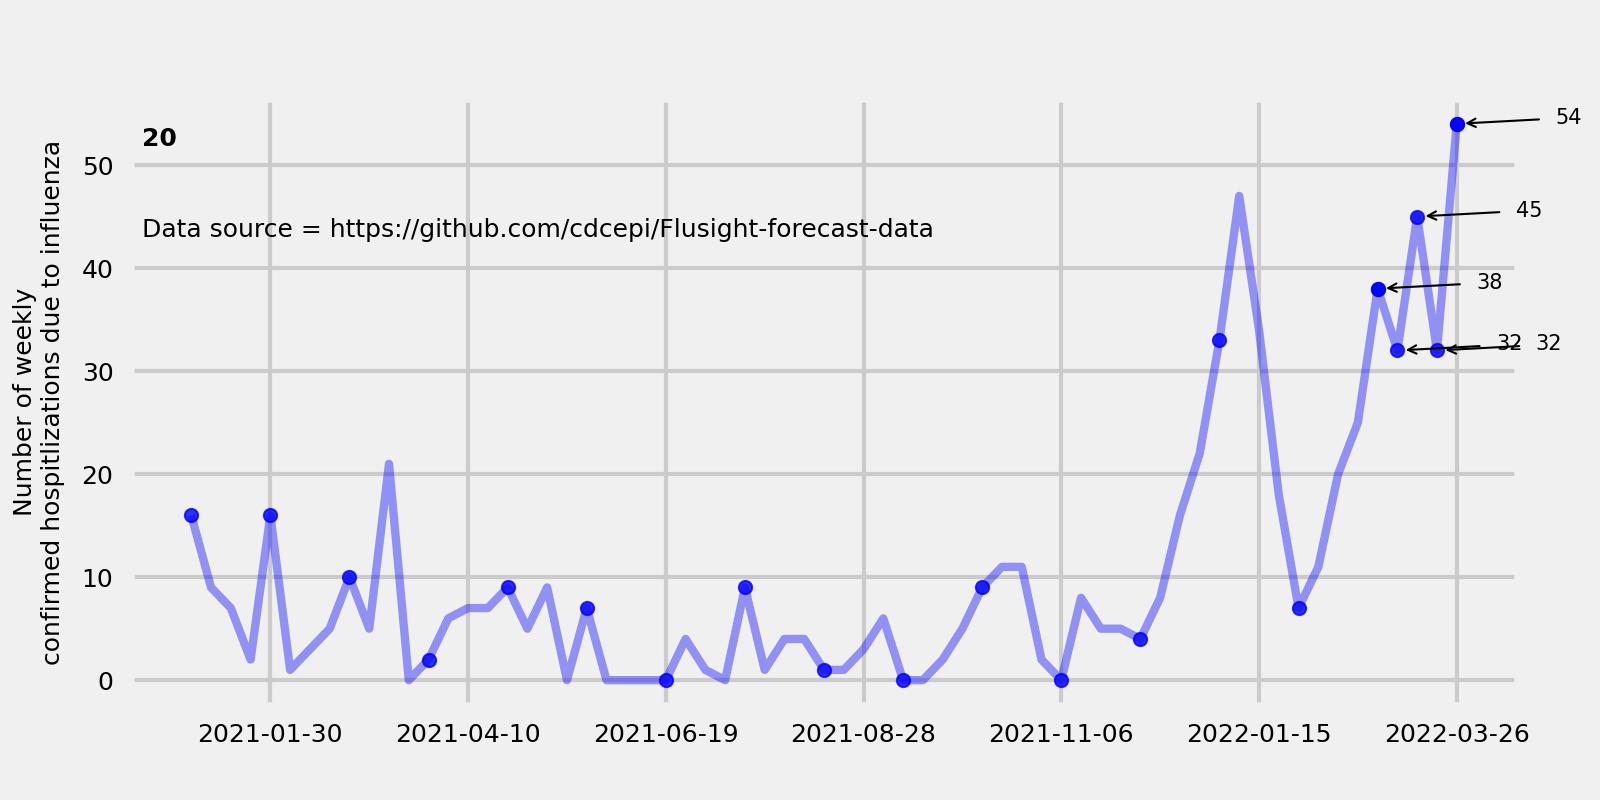 20
Data source = https://github.com/cdcepi/Flusight-forecast-data
Number of weekly
confirmed hospitlizations due to influenza
50
40
30
20
10
0
54
45
38
32 32
2021-01-30 2021-04-10 2021-06-19 2021-08-28 2021-11-06 2022-01-15 2022-03-26